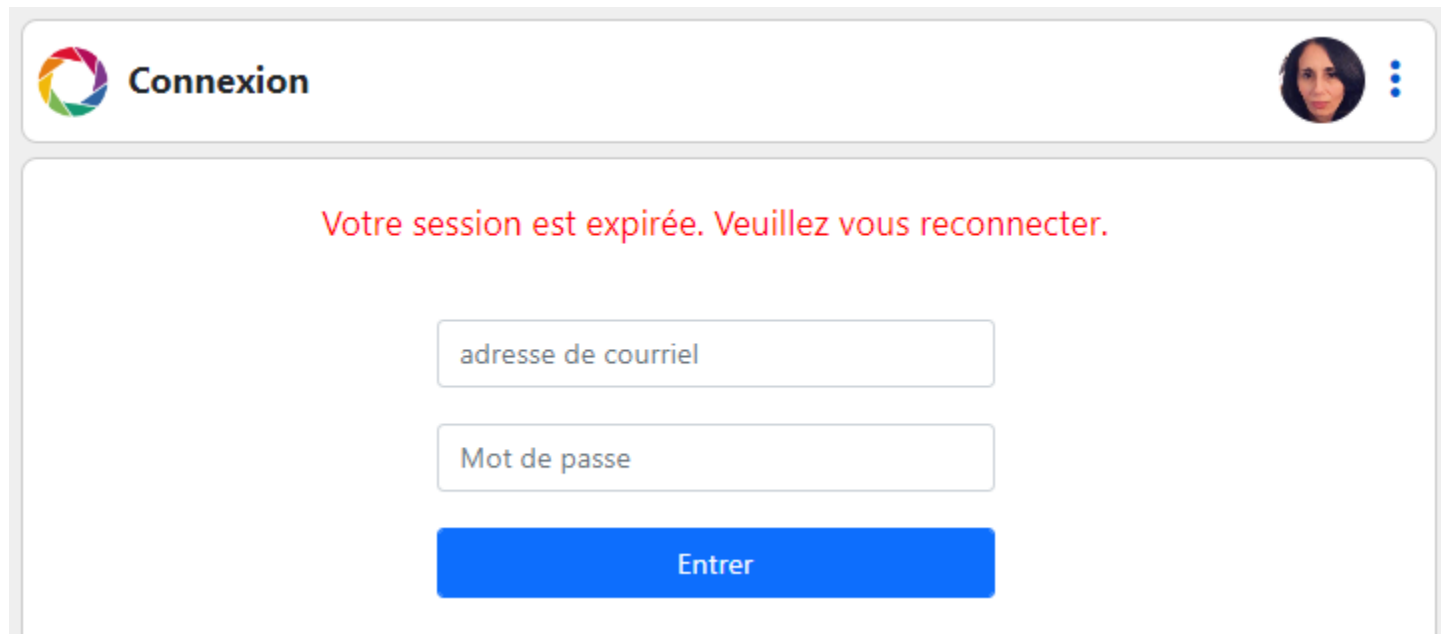 Connexion
Votre session est expirée. Veuillez vous reconnecter.
adresse de courriel
Mot de passe
Entrer